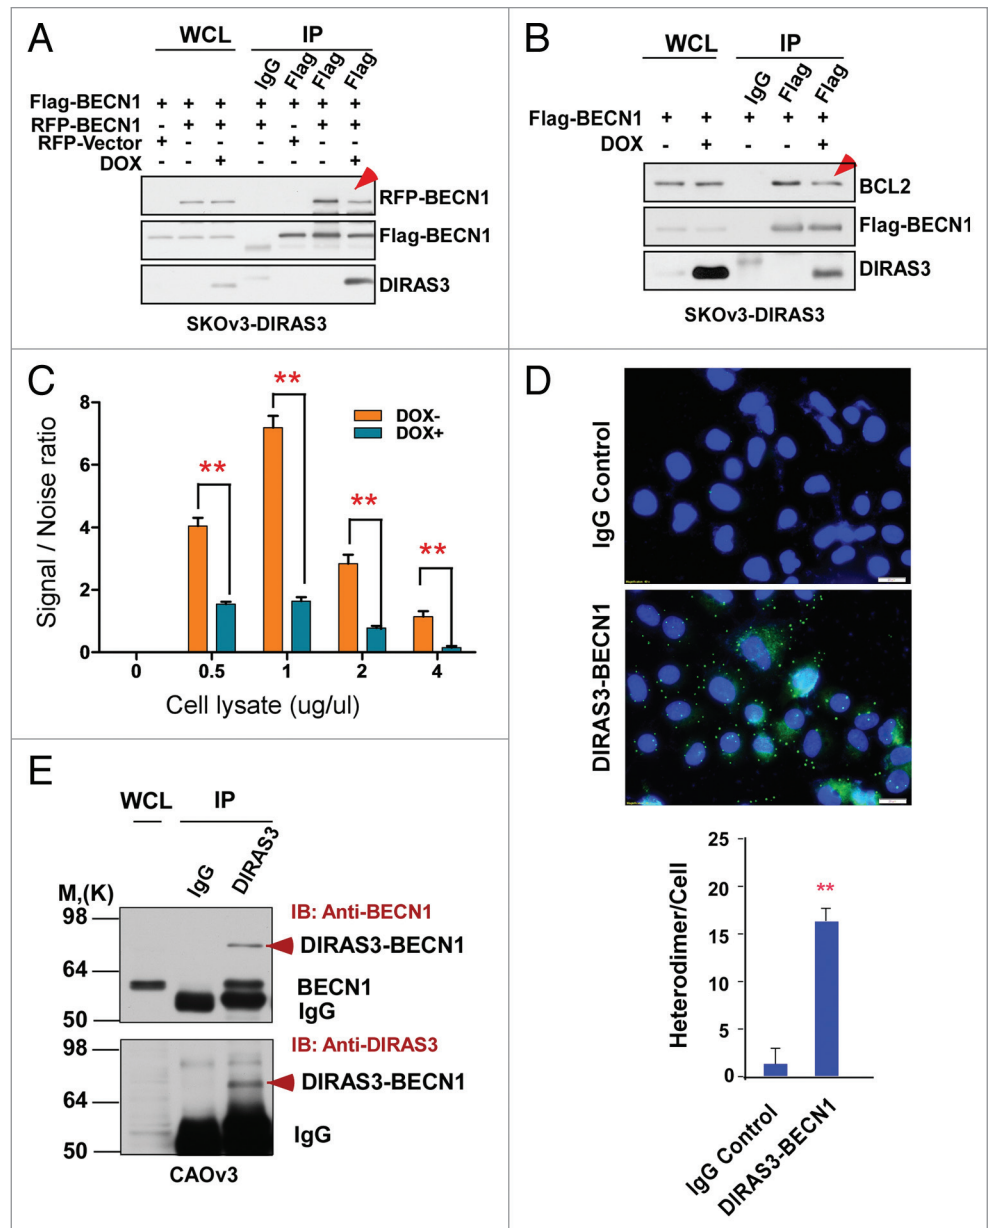 A
WCL IP
IgG Flag Flag Flag
Flag-BECN1 + + + + + + +
RFP-BECN1 - + + + - + +
RFP-Vector + - - - + - -
DOX - - + - - - +
RFP-BECN1
Flag-BECN1
DIRAS3
SKOv3-DIRAS3
B
WCL IP
IgG Flag Flag
Flag-BECN1 + + + + +
DOX - + - - +
BCL2
Flag-BECN1
DIRAS3
SKOv3-DIRAS3
C
Signal / Noise ratio
8
6
4
2
0
** ** ** **
DOX-
DOX+
0 0.5 1 2 4
Cell lysate (ug/ul)
D
IgG Control
DIRAS3-BECN1
Heterodimer/Cell
25
20
15
10
5
0
**
IgG Control
DIRAS3-BECN1
E
WCL IP
IgG DIRAS3
M,(K)
98
64
50
IB: Anti-BECN1
DIRAS3-BECN1
BECN1
IgG
98
64
50
IB: Anti-DIRAS3
DIRAS3-BECN1
IgG
CAOv3